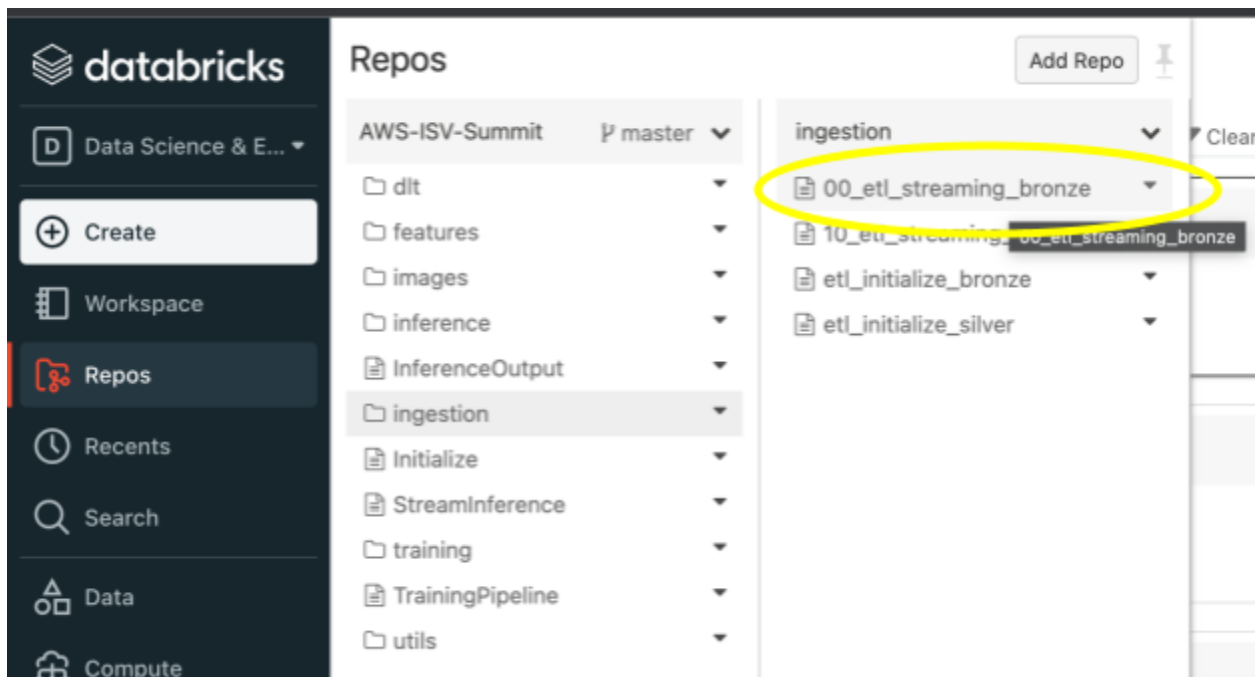 databricks
D Data Science & E...
Create
Workspace
Repos
Recents
Search
Data
Compute
Repos
Add Repo
AWS-ISV-Summit master
dlt
features
images
inference
InferenceOutput
ingestion
Initialize
StreamInference
training
TrainingPipeline
utils
ingestion
00_etl_streaming_bronze
10_etl_streaming_
00_etl_streaming_bronze
etl_initialize_bronze
etl_initialize_silver
Clear